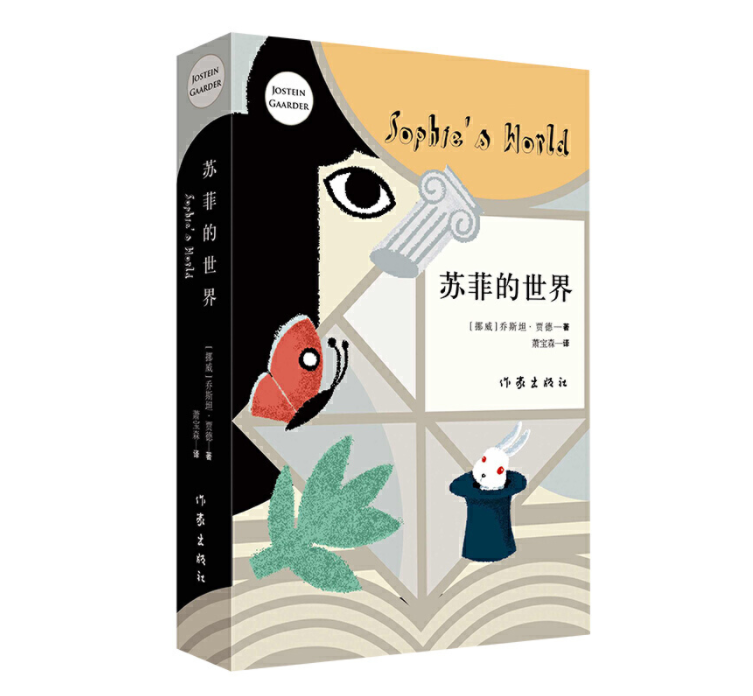 JOSTEIN
GAARDER
苏菲的世界
Sophie's World
[挪威]乔斯坦·贾德—著
萧宝森—译
作家出版社
JOSTEIN
GAARDER
Sophie's World
苏菲的世界
[挪威]乔斯坦·贾德—著
萧宝森—译
作家出版社